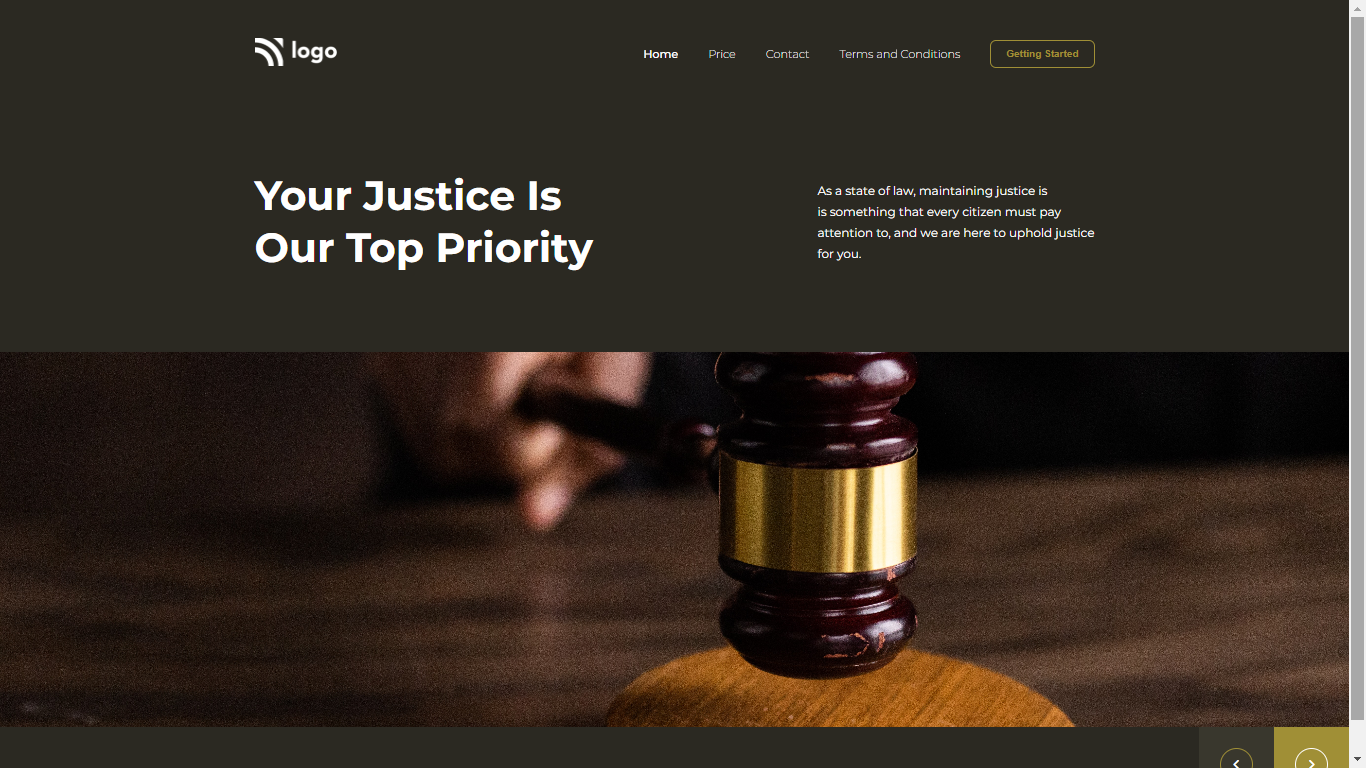 logo
Home
Price
Contact
Terms and Conditions
Getting Started
Your Justice Is
Our Top Priority
As a state of law, maintaining justice is
is something that every citizen must pay
attention to, and we are here to uphold justice
for you.